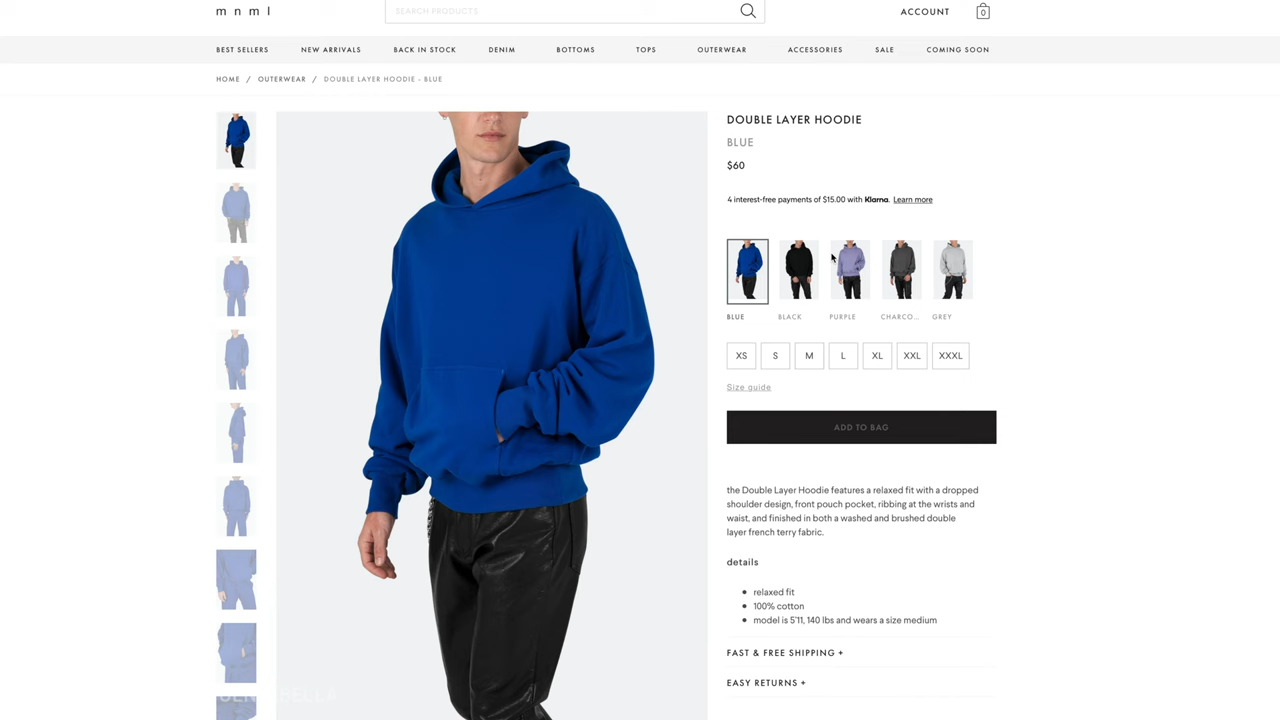 m n m l
SEARCH PRODUCTS
ACCOUNT
0
BEST SELLERS NEW ARRIVALS BACK IN STOCK DENIM BOTTOMS TOPS OUTERWEAR ACCESSORIES SALE COMING SOON
HOME / OUTERWEAR / DOUBLE LAYER HOODIE - BLUE
DOUBLE LAYER HOODIE
BLUE
$60
4 interest-free payments of $15.00 with Klarna. Learn more
BLUE BLACK PURPLE CHARCO... GREY
XS S M L XL XXL XXXL
Size guide
ADD TO BAG
the Double Layer Hoodie features a relaxed fit with a dropped
shoulder design, front pouch pocket, ribbing at the wrists and
waist, and finished in both a washed and brushed double
layer french terry fabric.
details
• relaxed fit
• 100% cotton
• model is 5'11, 140 lbs and wears a size medium
FAST & FREE SHIPPING +
EASY RETURNS +